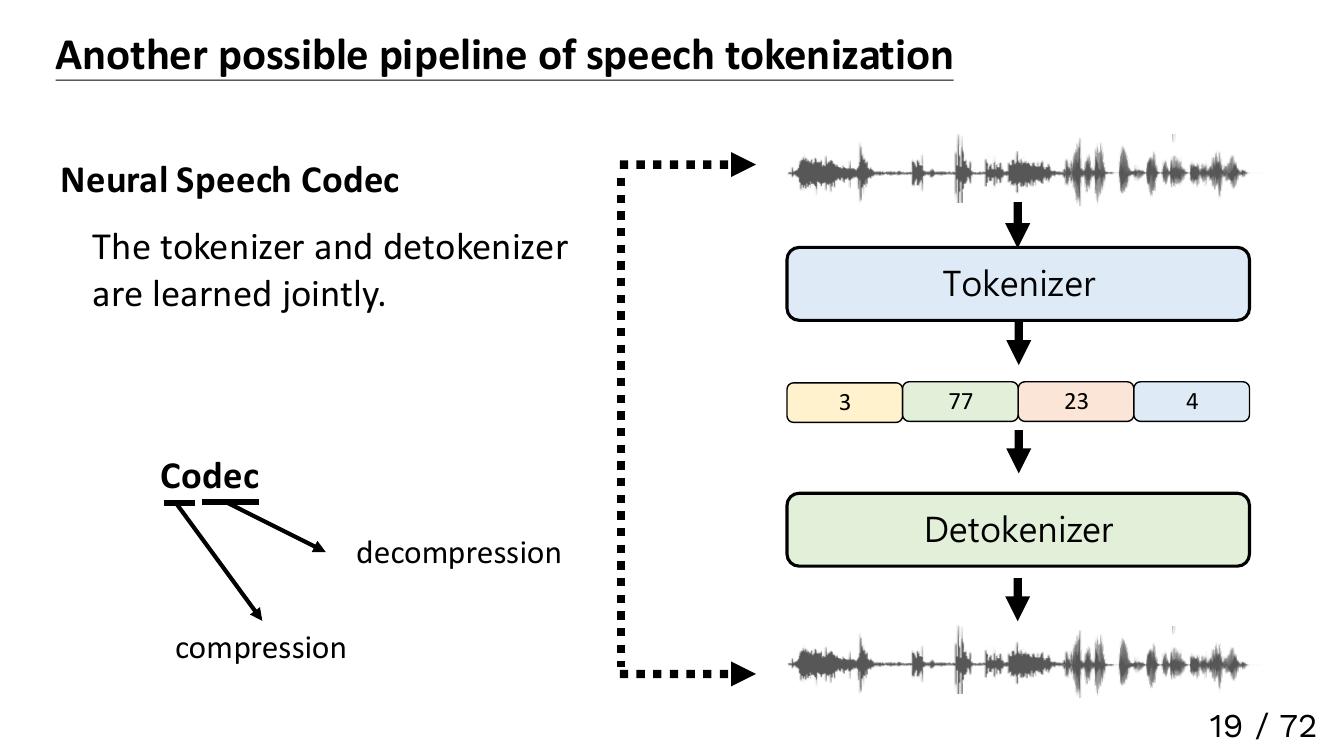 Another possible pipeline of speech tokenization
Neural Speech Codec
The tokenizer and detokenizer
are learned jointly.
Codec
decompression
compression
Tokenizer
3 77 23 4
Detokenizer
19 / 72